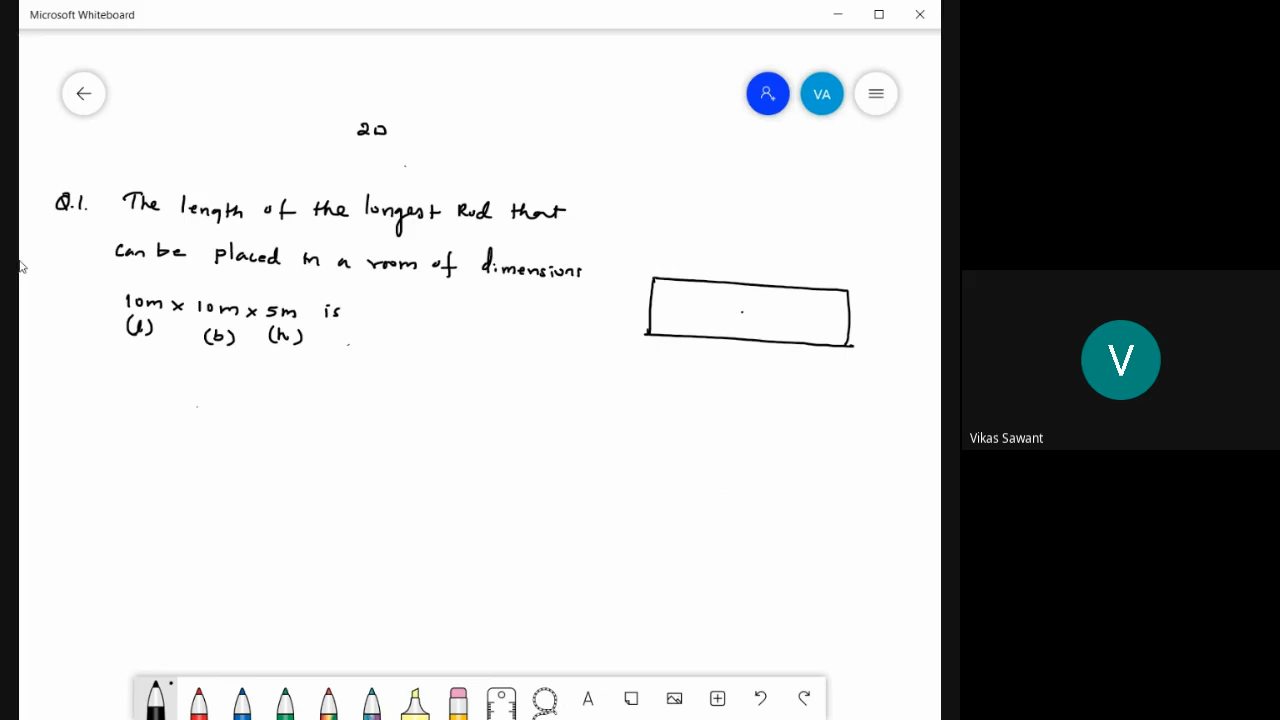 Microsoft Whiteboard
VA
20
Q.1. The length of the longest Rod that
can be placed in a room of dimensions
10m × 10m × 5m is
(l) (b) (h)
V
Vikas Sawant
A